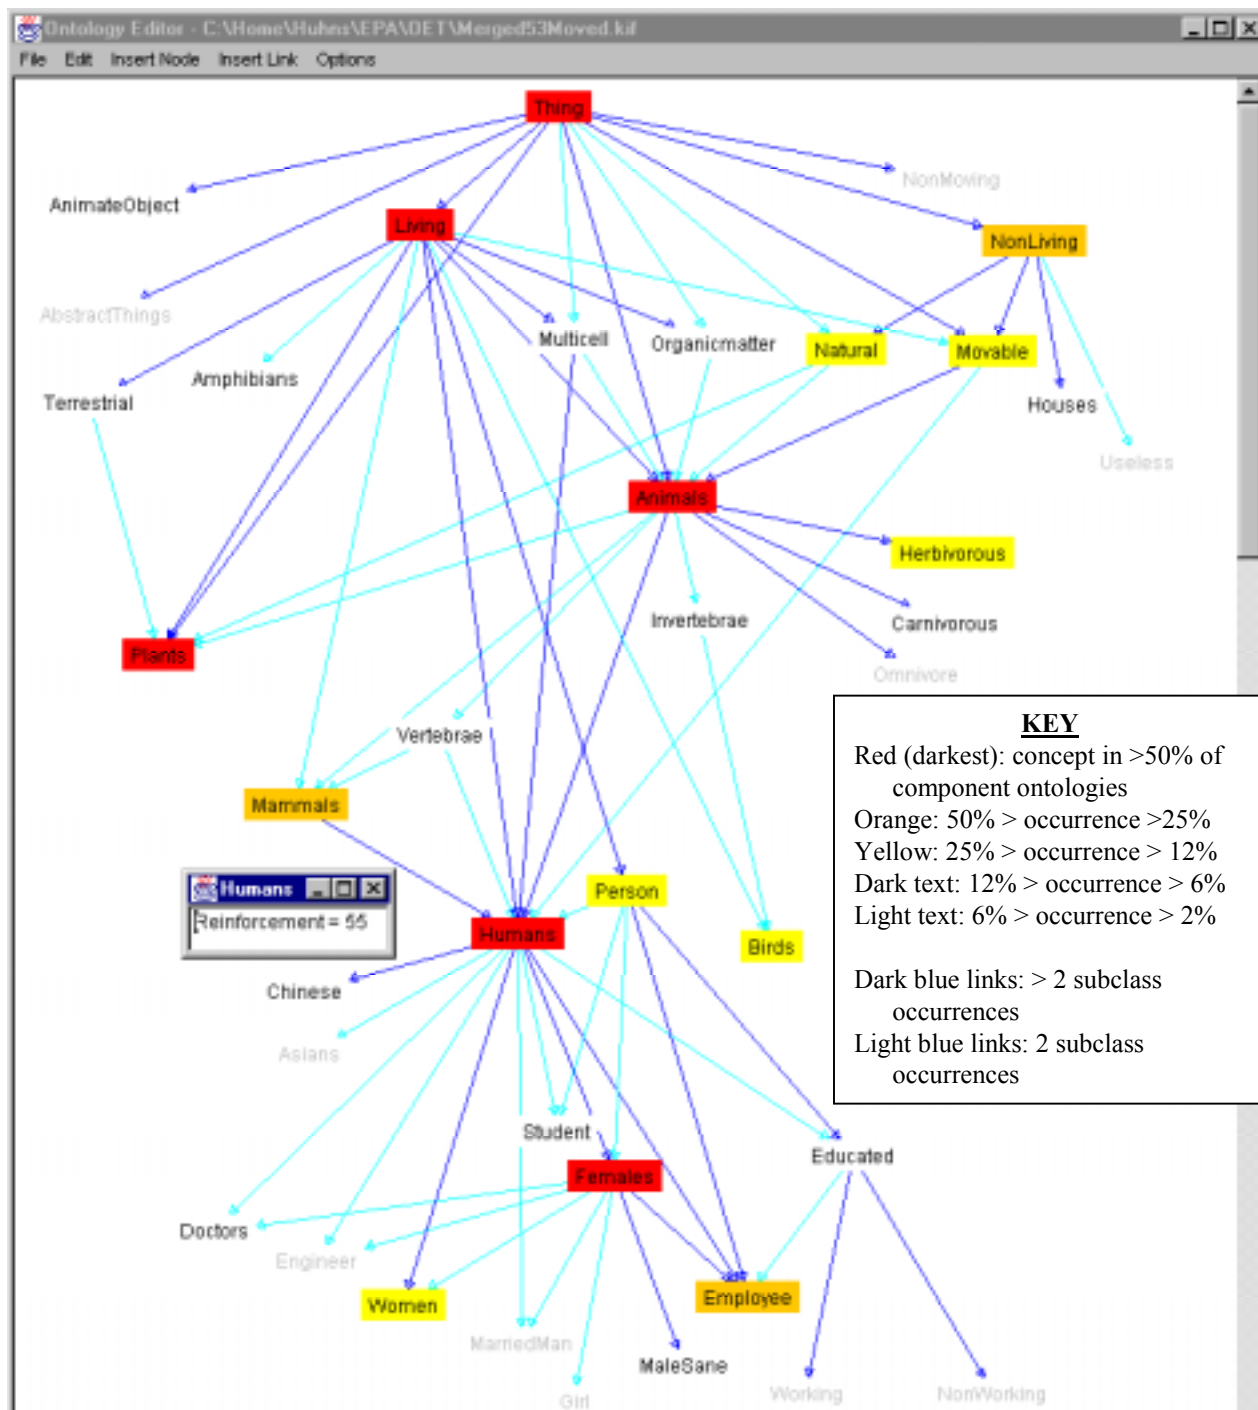 Ontology Editor - C:\Home\Huhns\EPA\OET\Merged53Moved.kif
File Edit Insert Node Insert Link Options
Thing
NonMoving
AnimateObject
Living
NonLiving
AbstractThings
Multicell
Organicmatter
Natural
Movable
Amphibians
Terrestrial
Houses
Useless
Animals
Herbivorous
Invertebrae
Carnivorous
Plants
Omnivore
KEY
Red (darkest): concept in >50% of
component ontologies
Orange: 50% > occurrence >25%
Yellow: 25% > occurrence > 12%
Dark text: 12% > occurrence > 6%
Light text: 6% > occurrence > 2%
Dark blue links: > 2 subclass
occurrences
Light blue links: 2 subclass
occurrences
Vertebrae
Mammals
Humans
Reinforcement = 55
Person
Humans
Birds
Chinese
Asians
Student
Educated
Females
Doctors
Engineer
Women
Employee
MarriedMan
MaleSane
Girl
Working
NonWorking